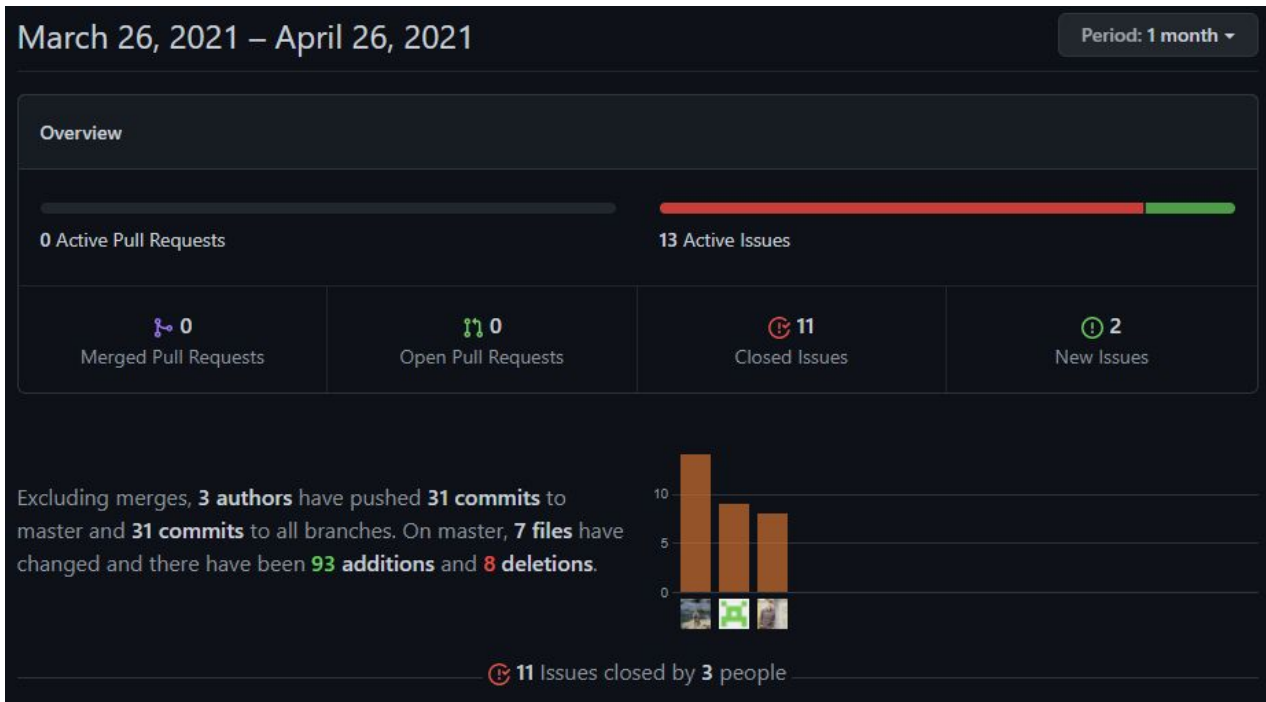 March 26, 2021 – April 26, 2021
Period: 1 month
Overview
0 Active Pull Requests
13 Active Issues
0
Merged Pull Requests
0
Open Pull Requests
11
Closed Issues
2
New Issues
Excluding merges, 3 authors have pushed 31 commits to
master and 31 commits to all branches. On master, 7 files have
changed and there have been 93 additions and 8 deletions.
10
5
0
11 Issues closed by 3 people